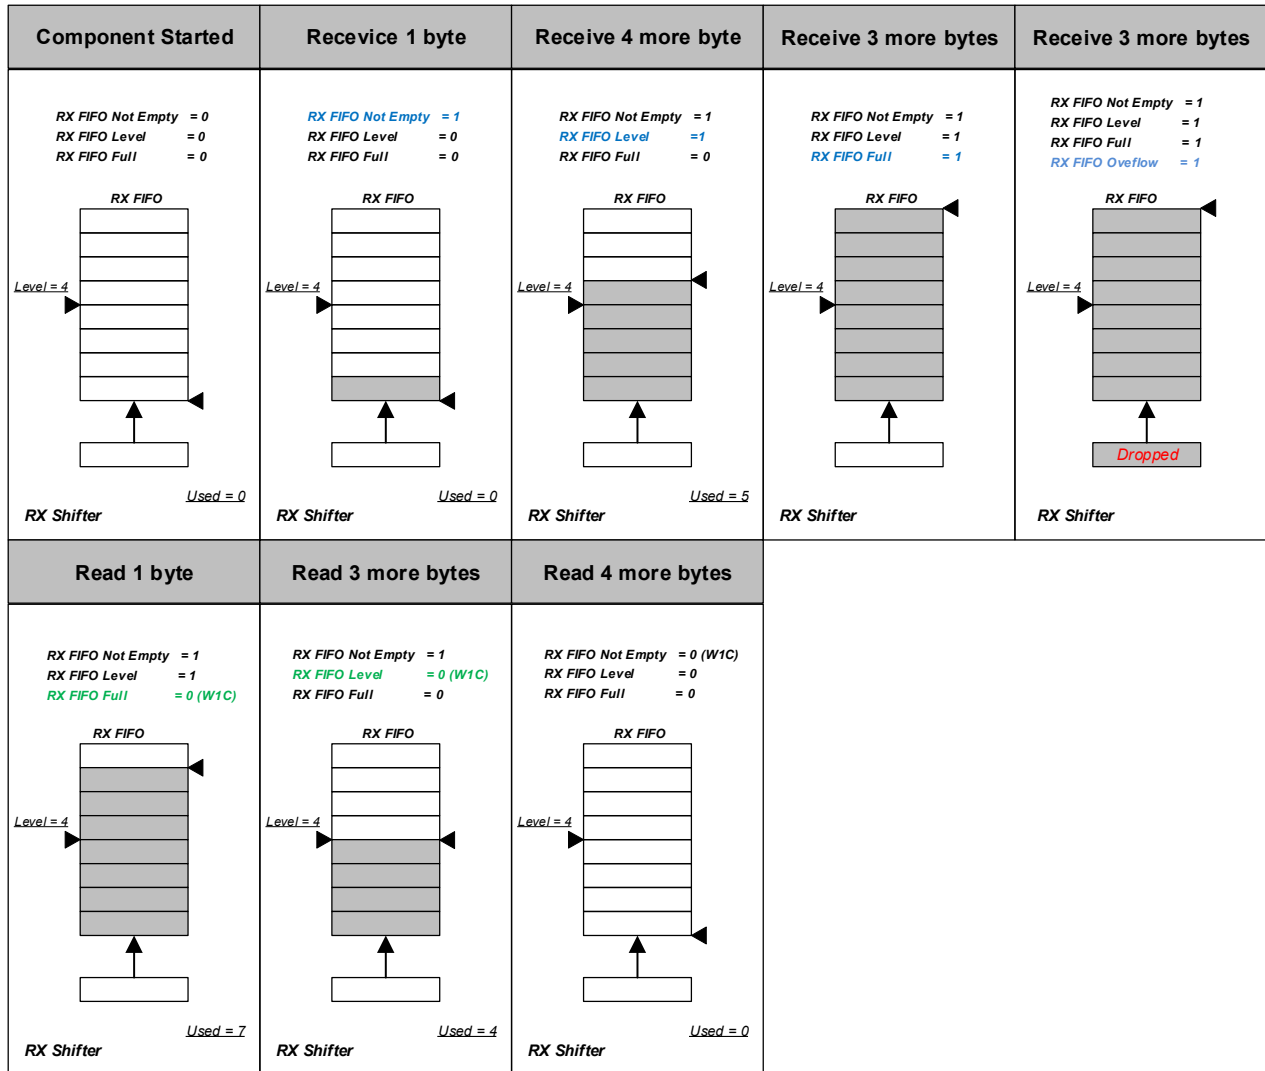 Component Started
RX FIFO Not Empty = 0
RX FIFO Level = 0
RX FIFO Full = 0
RX FIFO
Level = 4
Used = 0
RX Shifter
Recevice 1 byte
RX FIFO Not Empty = 1
RX FIFO Level = 0
RX FIFO Full = 0
RX FIFO
Level = 4
Used = 0
RX Shifter
Receive 4 more byte
RX FIFO Not Empty = 1
RX FIFO Level =1
RX FIFO Full = 0
RX FIFO
Level = 4
Used = 5
RX Shifter
Receive 3 more bytes
RX FIFO Not Empty = 1
RX FIFO Level = 1
RX FIFO Full = 1
RX FIFO
Level = 4
RX Shifter
Receive 3 more bytes
RX FIFO Not Empty = 1
RX FIFO Level = 1
RX FIFO Full = 1
RX FIFO Oveflow = 1
RX FIFO
Level = 4
Dropped
RX Shifter
Read 1 byte
RX FIFO Not Empty = 1
RX FIFO Level = 1
RX FIFO Full = 0 (W1C)
RX FIFO
Level = 4
Used = 7
RX Shifter
Read 3 more bytes
RX FIFO Not Empty = 1
RX FIFO Level = 0 (W1C)
RX FIFO Full = 0
RX FIFO
Level = 4
Used = 4
RX Shifter
Read 4 more bytes
RX FIFO Not Empty = 0 (W1C)
RX FIFO Level = 0
RX FIFO Full = 0
RX FIFO
Level = 4
Used = 0
RX Shifter